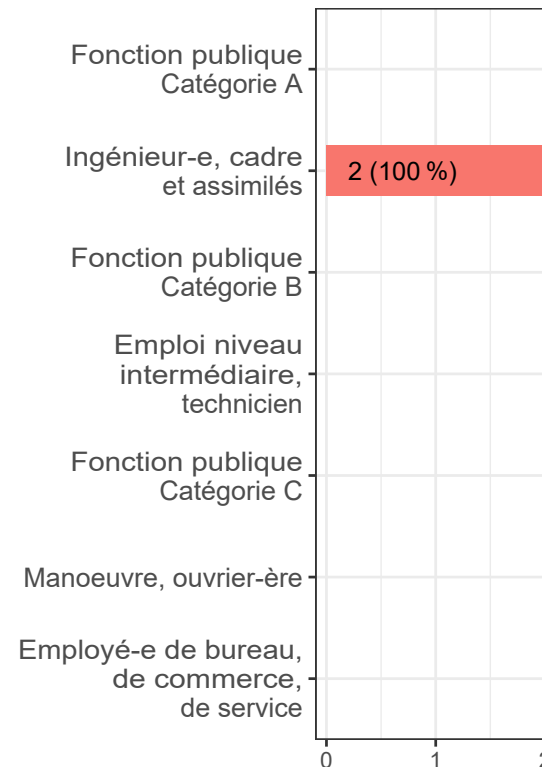 Fonction publique
Catégorie A
Ingénieur-e, cadre
et assimilés
2 (100 %)
Fonction publique
Catégorie B
Emploi niveau
intermédiaire,
technicien
Fonction publique
Catégorie C
Manoeuvre, ouvrier-ère
Employé-e de bureau,
de commerce,
de service
0 1 2